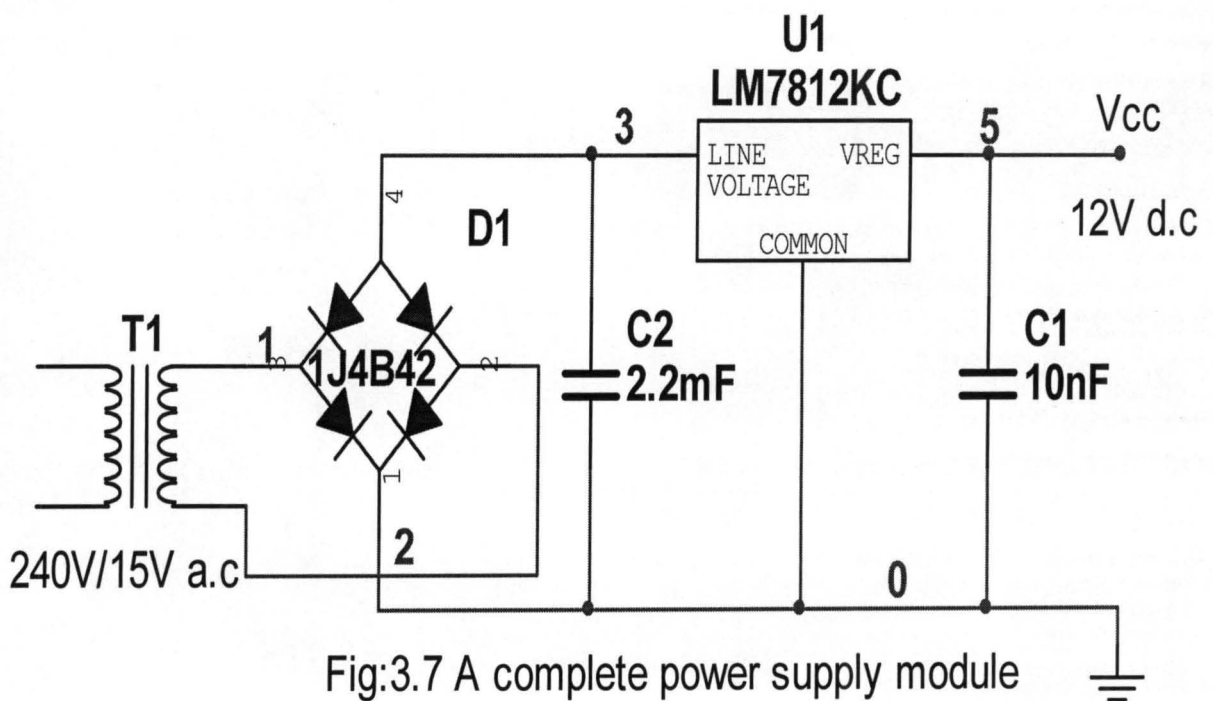 U1
LM7812KC
3
5
Vcc
LINE
VOLTAGE
VREG
COMMON
12V d.c
4
D1
T1
1
3
1J4B42
2
C2
2.2mF
C1
10nF
1
2
240V/15V a.c
0
Fig:3.7 A complete power supply module